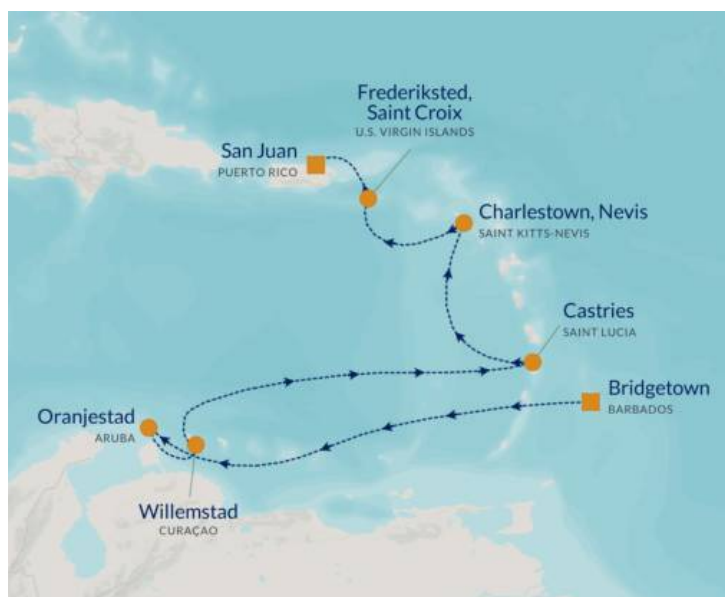 Frederiksted,
Saint Croix
U.S. VIRGIN ISLANDS
San Juan
PUERTO RICO
Charlestown, Nevis
SAINT KITTS-NEVIS
Castries
SAINT LUCIA
Bridgetown
BARBADOS
Oranjestad
ARUBA
Willemstad
CURAÇAO